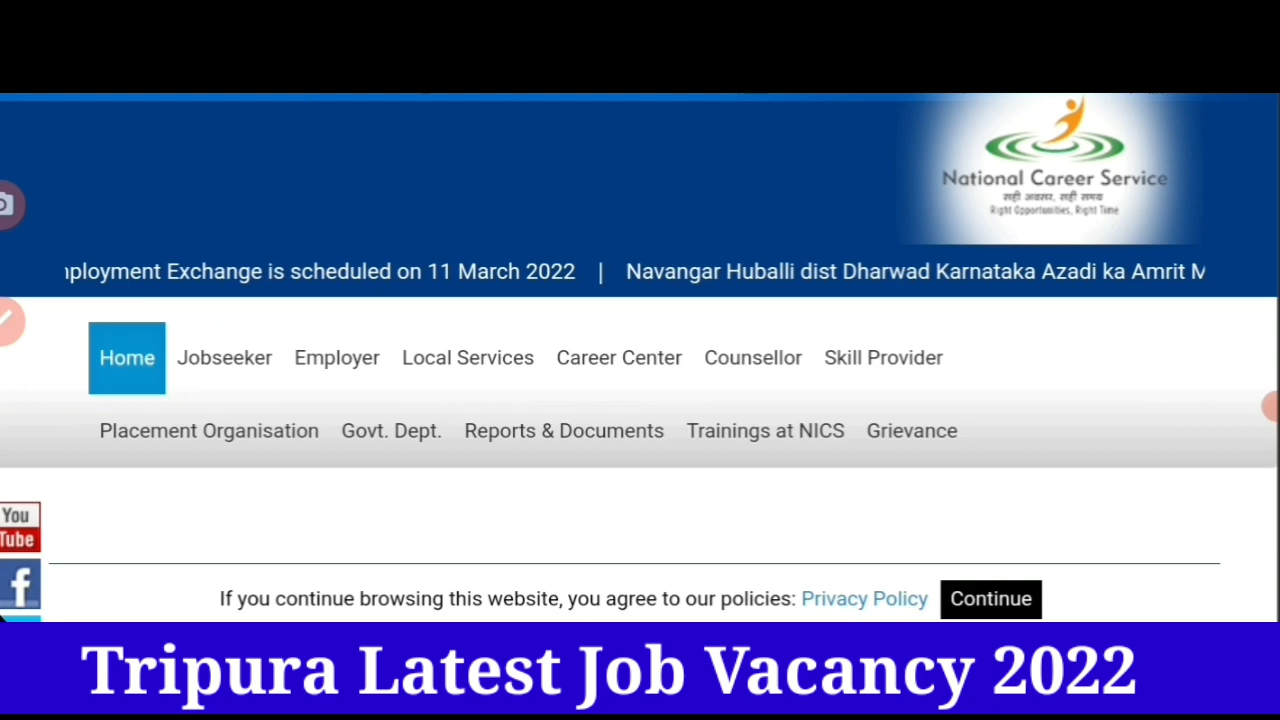 National Career Service
सही अवसर, सही समय
Right Opportunities, Right Time
mployment Exchange is scheduled on 11 March 2022 | Navangar Huballi dist Dharwad Karnataka Azadi ka Amrit M
Home Jobseeker Employer Local Services Career Center Counsellor Skill Provider
Placement Organisation Govt. Dept. Reports & Documents Trainings at NICS Grievance
You
Tube
f
If you continue browsing this website, you agree to our policies: Privacy Policy Continue
Tripura Latest Job Vacancy 2022